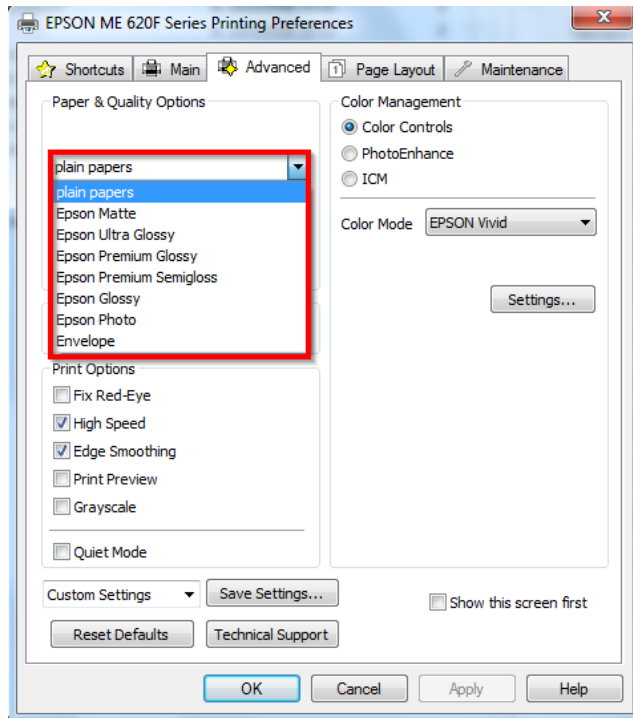 EPSON ME 620F Series Printing Preferences
Shortcuts
Main
Advanced
1
Page Layout
Maintenance
Paper & Quality Options
plain papers
plain papers
Epson Matte
Epson Ultra Glossy
Epson Premium Glossy
Epson Premium Semigloss
Epson Glossy
Epson Photo
Envelope
Print Options
Fix Red-Eye
High Speed
Edge Smoothing
Print Preview
Grayscale
Quiet Mode
Color Management
Color Controls
PhotoEnhance
ICM
Color Mode
EPSON Vivid
Settings...
Custom Settings
Save Settings...
Show this screen first
Reset Defaults
Technical Support
OK
Cancel
Apply
Help